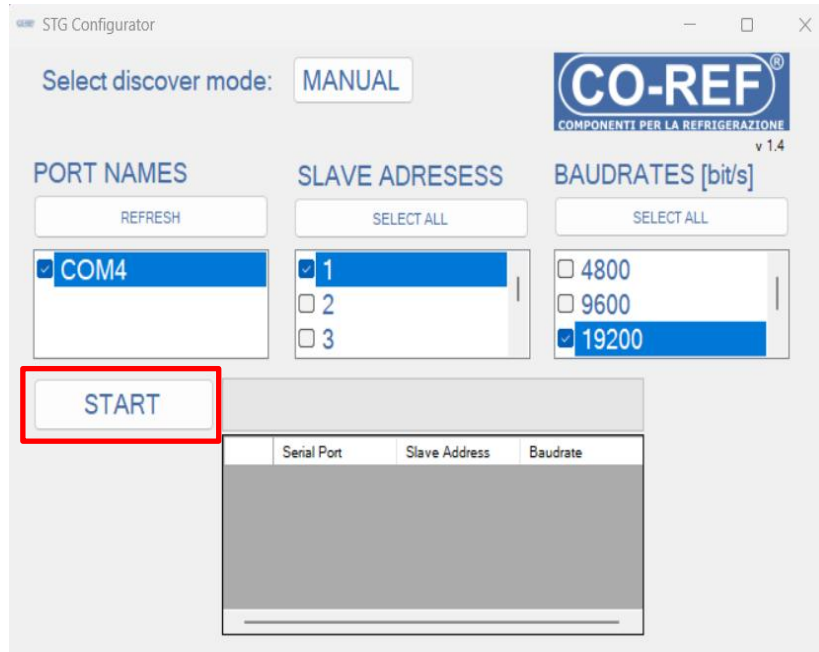 STG Configurator
Select discover mode: MANUAL
CO-REF®
COMPONENTI PER LA REFRIGERAZIONE
v 1.4
PORT NAMES
SLAVE ADRESESS
BAUDRATES [bit/s]
REFRESH
SELECT ALL
SELECT ALL
COM4
1
2
3
4800
9600
19200
START
Serial Port Slave Address Baudrate